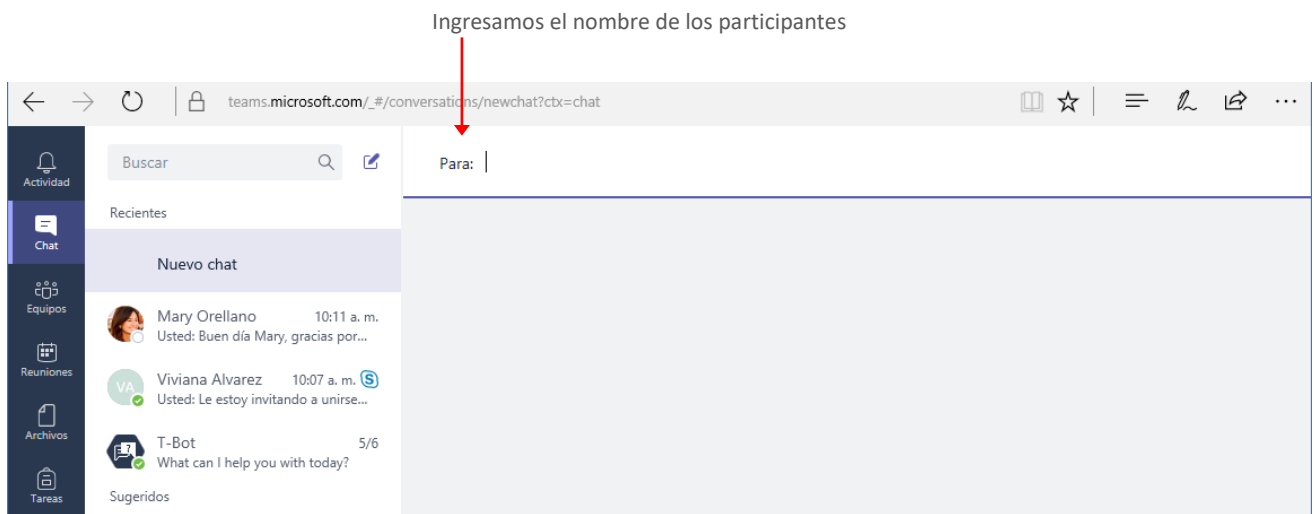 Ingresamos el nombre de los participantes
teams.microsoft.com/_#/conversations/newchat?ctx=chat
Actividad
Chat
Equipos
Reuniones
Archivos
Tareas
Buscar
Recientes
Nuevo chat
Mary Orellano 10:11 a. m.
Usted: Buen día Mary, gracias por...
VA
Viviana Alvarez 10:07 a. m. S
Usted: Le estoy invitando a unirse...
T-Bot 5/6
What can I help you with today?
Sugeridos
Para: